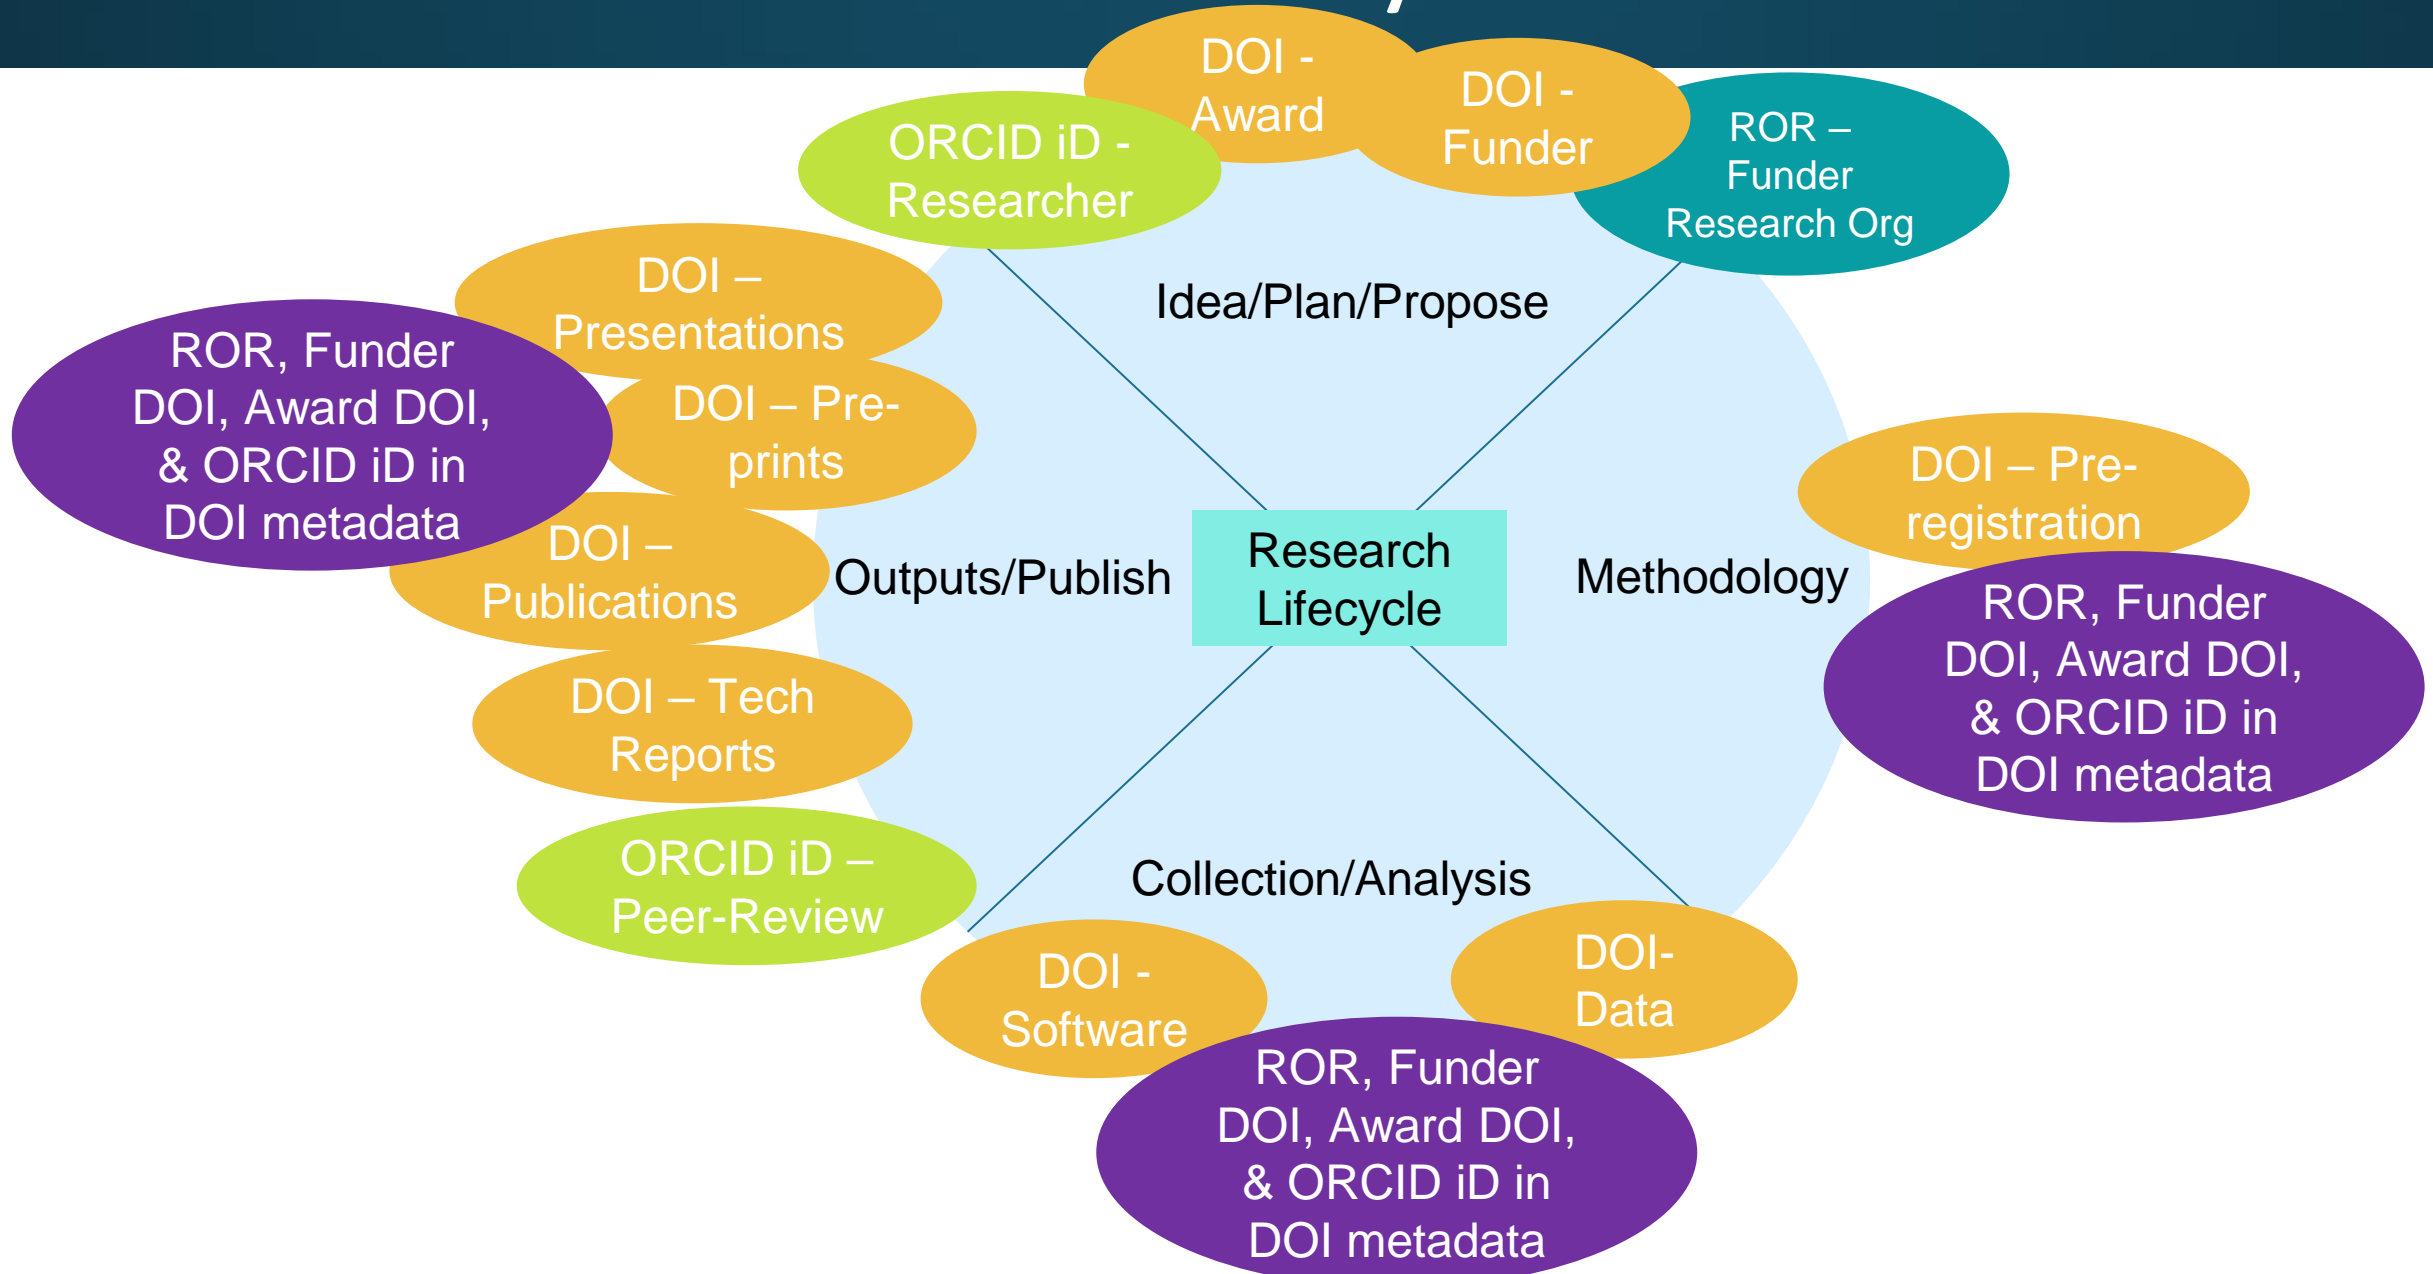 DOI -
Award
DOI -
Funder
ORCID iD -
Researcher
ROR –
Funder
Research Org
Idea/Plan/Propose
DOI –
Presentations
ROR, Funder
DOI, Award DOI,
& ORCID iD in
DOI metadata
DOI – Pre-
prints
DOI –
Publications
Outputs/Publish
Research
Lifecycle
Methodology
DOI – Pre-
registration
ROR, Funder
DOI, Award DOI,
& ORCID iD in
DOI metadata
DOI – Tech
Reports
ORCID iD –
Peer-Review
Collection/Analysis
DOI -
Software
DOI-
Data
ROR, Funder
DOI, Award DOI,
& ORCID iD in
DOI metadata